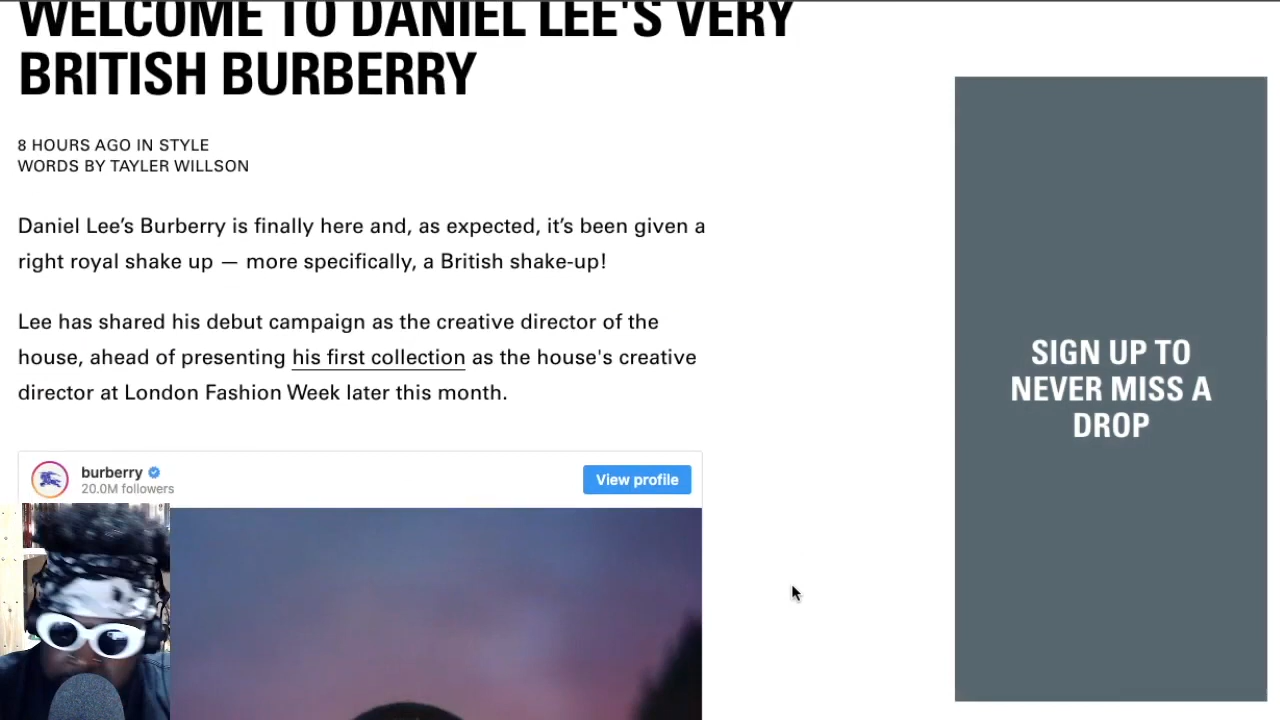 WELCOME TO DANIEL LEE'S VERY
BRITISH BURBERRY
8 HOURS AGO IN STYLE
WORDS BY TAYLER WILLSON
Daniel Lee’s Burberry is finally here and, as expected, it’s been given a
right royal shake up — more specifically, a British shake-up!
Lee has shared his debut campaign as the creative director of the
house, ahead of presenting his first collection as the house's creative
director at London Fashion Week later this month.
burberry
20.0M followers
View profile
SIGN UP TO
NEVER MISS A
DROP